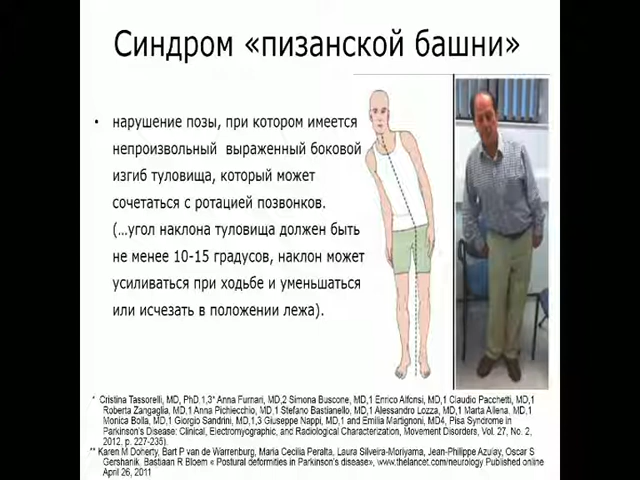 Синдром «пизанской башни»
• нарушение позы, при котором имеется
непроизвольный выраженный боковой
изгиб туловища, который может
сочетаться с ротацией позвонков.
(...угол наклона туловища должен быть
не менее 10-15 градусов, наклон может
усиливаться при ходьбе и уменьшаться
или исчезать в положении лежа).
* Cristina Tassorelli, MD, PhD 1,3* Anna Furnari, MD,2 Simona Buscone, MD,1 Enrico Alfonsi, MD,1 Claudio Pacchetti, MD,1
Roberta Zangaglia, MD,1 Anna Pichiecchio, MD,1 Stefano Bastianello, MD,1 Alessandro Lozza, MD,1 Marta Allena, MD,1
Monica Bolla, MD,1 Giorgio Sandrini, MD,1,3 Giuseppe Nappi, MD,1 and Emilia Martignoni, MD4, Pisa Syndrome in
Parkinson's Disease: Clinical, Electromyographic, and Radiological Characterization, Movement Disorders, Vol. 27, No. 2,
2012, p. 227-235).
** Karen M Doherty, Bart P van de Warrenburg, Maria Cecilia Peralta, Laura Silveira-Moriyama, Jean-Philippe Azulay, Oscar S
Gershanik, Bastiaan R Bloem « Postural deformities in Parkinson's disease», www.thelancet.com/neurology Published online
April 26, 2011